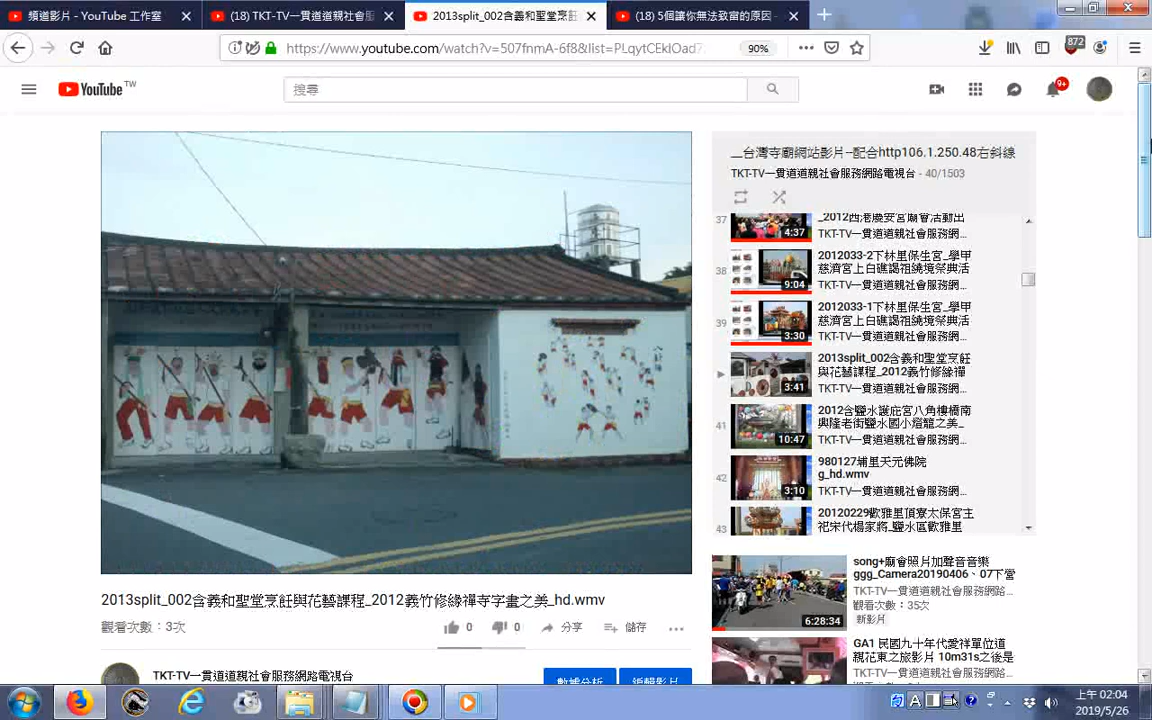 頻道影片 - YouTube 工作室
(18) TKT-TV一貫道道親社會服
2013split_002含義和聖堂烹飪
(18) 5個讓你無法致富的原因 -
https://www.youtube.com/watch?v=507fnmA-6f8&list=PLqytCEkIOad7
90%
872
YouTube TW
搜尋
9+
__台灣寺廟網站影片--配合http106.1.250.48右斜線
TKT-TV一貫道道親社會服務網路電視台 - 40/1503
37
4:37
_2012西港慶安宮廟會活動出
TKT-TV一貫道道親社會服務網...
38
9:04
2012033-2下林里保生宮_學甲
慈濟宮上白礁謁祖繞境祭典活
TKT-TV一貫道道親社會服務網...
39
3:30
2012033-1下林里保生宮_學甲
慈濟宮上白礁謁祖繞境祭典活
TKT-TV一貫道道親社會服務網...
3:41
2013split_002含義和聖堂烹飪
與花藝課程_2012義竹修緣禪
TKT-TV一貫道道親社會服務網...
41
10:47
2012含鹽水護庇宮八角樓橋南
興隆老街鹽水國小燈籠之美_
TKT-TV一貫道道親社會服務網...
42
3:10
980127埔里天元佛院
g_hd.wmv
TKT-TV一貫道道親社會服務網...
43
20120229歡雅里頂寮太保宮主
祀宋代楊家將_鹽水區歡雅里
2013split_002含義和聖堂烹飪與花藝課程_2012義竹修緣禪寺字畫之美_hd.wmv
觀看次數：3次
0
0
分享
儲存
TKT-TV一貫道道親社會服務網路電視台
數據分析
編輯影片
6:28:34
song+廟會照片加聲音音樂
ggg_Camera20190406、07下營
TKT-TV一貫道道親社會服務網...
觀看次數：35次
新影片
GA1 民國九十年代愛祥單位道
親花東之旅影片 10m31s之後是
TKT-TV一貫道道親社會服務網...
上午 02:04
2019/5/26